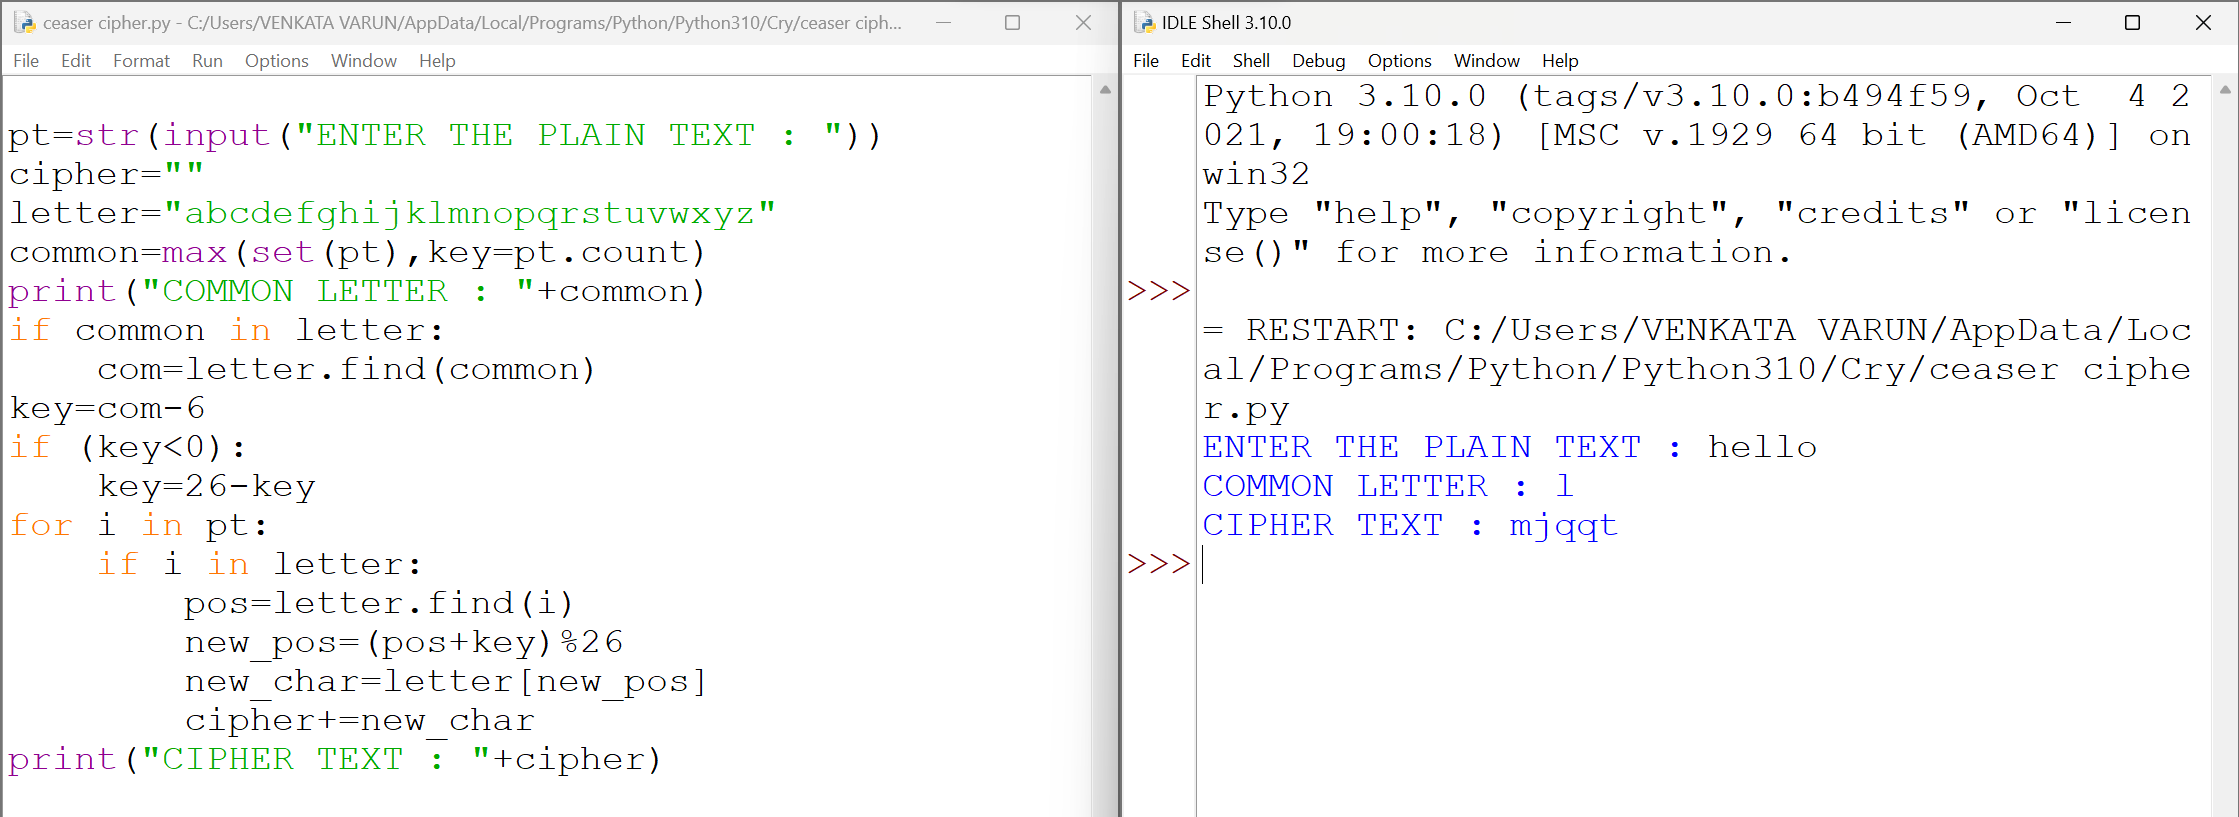 ceaser cipher.py - C:/Users/VENKATA VARUN/AppData/Local/Programs/Python/Python310/Cry/ceaser ciph...
File Edit Format Run Options Window Help
pt=str(input("ENTER THE PLAIN TEXT : "))
cipher=""
letter="abcdefghijklmnopqrstuvwxyz"
common=max(set(pt),key=pt.count)
print("COMMON LETTER : "+common)
if common in letter:
    com=letter.find(common)
key=com-6
if (key<0):
    key=26-key
for i in pt:
    if i in letter:
        pos=letter.find(i)
        new_pos=(pos+key)%26
        new_char=letter[new_pos]
        cipher+=new_char
print("CIPHER TEXT : "+cipher)
IDLE Shell 3.10.0
File Edit Shell Debug Options Window Help
Python 3.10.0 (tags/v3.10.0:b494f59, Oct  4 2
021, 19:00:18) [MSC v.1929 64 bit (AMD64)] on
win32
Type "help", "copyright", "credits" or "licen
se()" for more information.
>>>
= RESTART: C:/Users/VENKATA VARUN/AppData/Loc
al/Programs/Python/Python310/Cry/ceaser ciphe
r.py
ENTER THE PLAIN TEXT : hello
COMMON LETTER : l
CIPHER TEXT : mjqqt
>>>